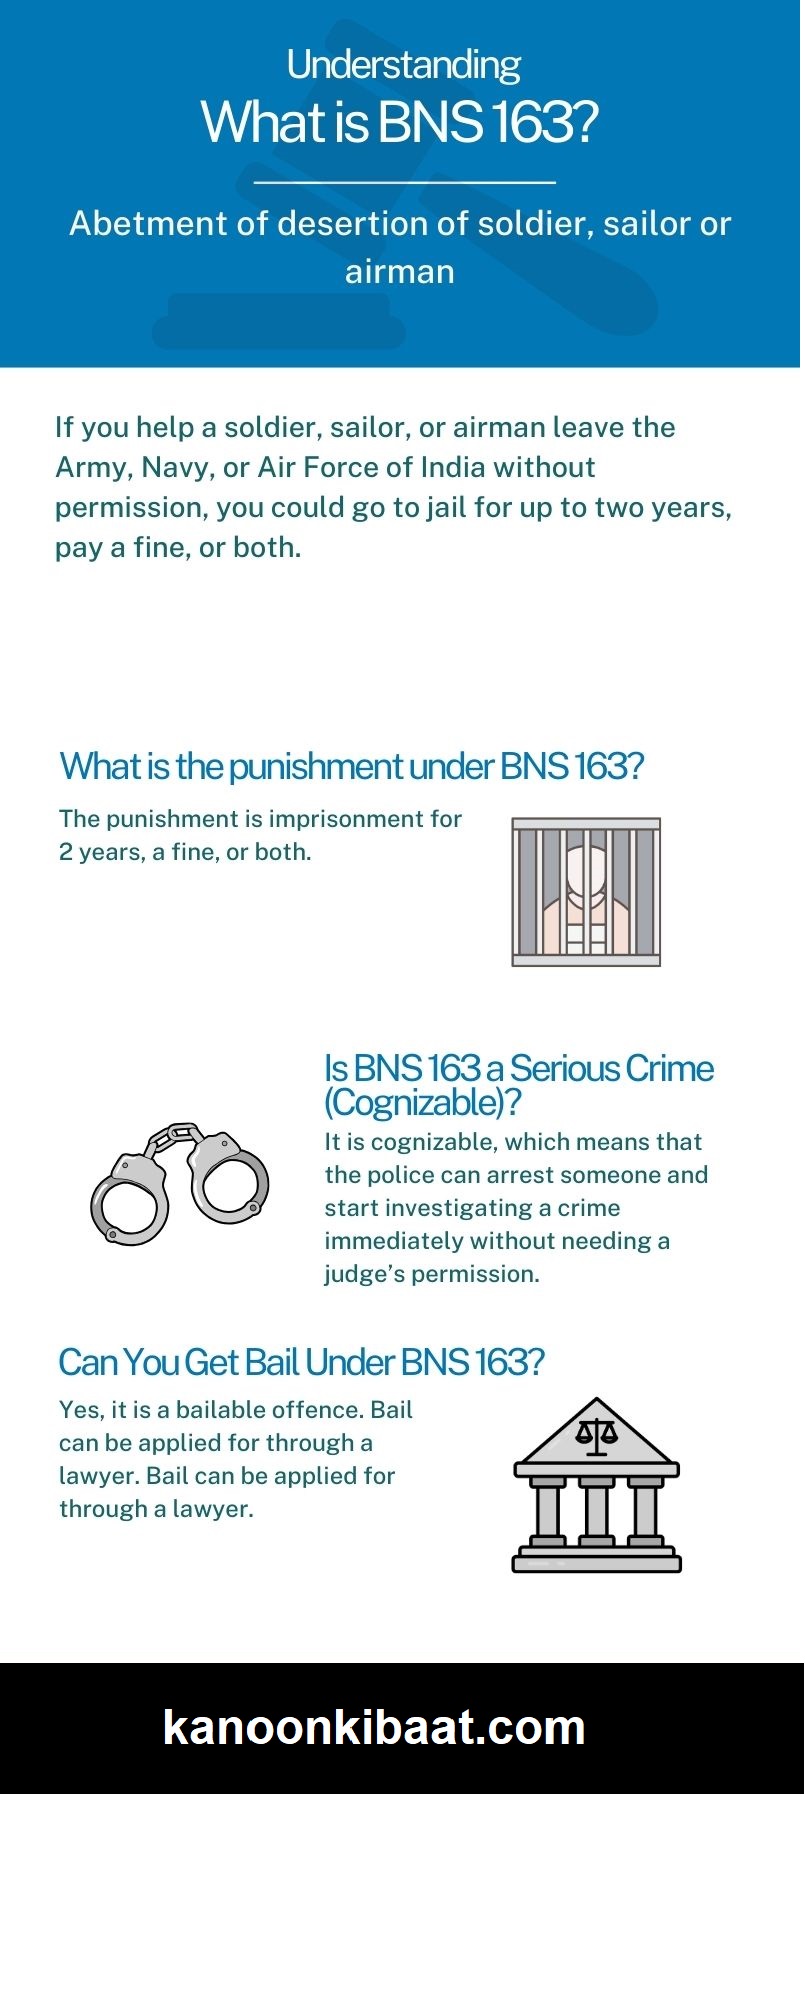 Understanding
What is BNS 163?
Abetment of desertion of soldier, sailor or
airman
If you help a soldier, sailor, or airman leave the
Army, Navy, or Air Force of India without
permission, you could go to jail for up to two years,
pay a fine, or both.
What is the punishment under BNS 163?
The punishment is imprisonment for
2 years, a fine, or both.
Is BNS 163 a Serious Crime
(Cognizable)?
It is cognizable, which means that
the police can arrest someone and
start investigating a crime
immediately without needing a
judge’s permission.
Can You Get Bail Under BNS 163?
Yes, it is a bailable offence. Bail
can be applied for through a
lawyer. Bail can be applied for
through a lawyer.
kanoonkibaat.com